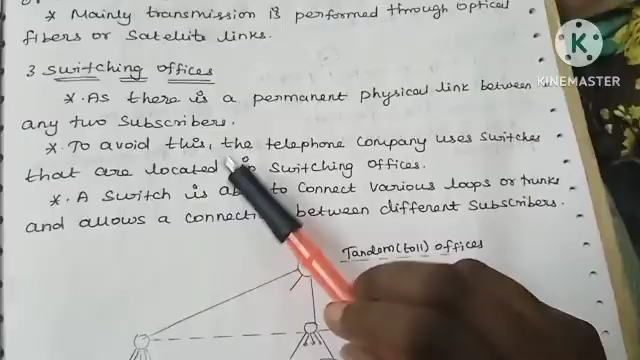 * Mainly transmission is performed through optical
fibers or Satelite links.
3 Switching offices
*. As there is a permanent physical link between
any two Subscribers.
*. To avoid this, the telephone Company uses Switches
that are located in Switching offices.
*. A Switch is able to Connect Various loops or trunks
and allows a connection between different Subscribers.
Tandem(toll) offices
KINEMASTER